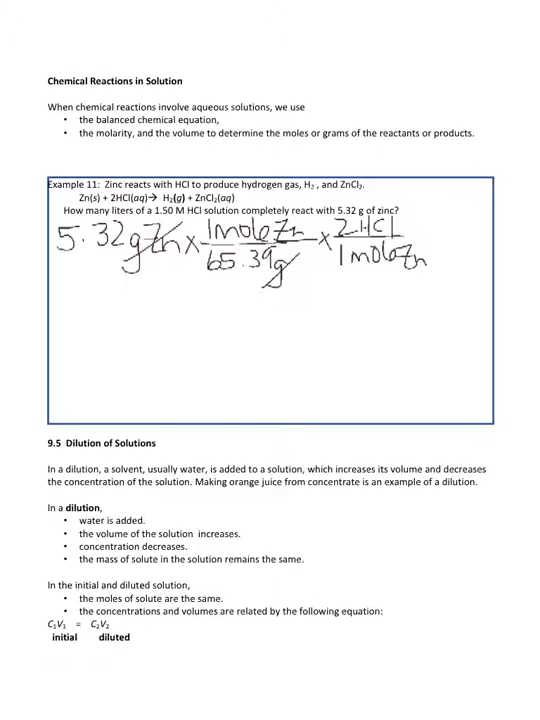 Chemical Reactions in Solution
When chemical reactions involve aqueous solutions, we use
• the balanced chemical equation,
• the molarity, and the volume to determine the moles or grams of the reactants or products.
Example 11:  Zinc reacts with HCl to produce hydrogen gas, H₂ , and ZnCl₂.
Zn(s) + 2HCl(aq)→  H₂(g) + ZnCl₂(aq)
How many liters of a 1.50 M HCl solution completely react with 5.32 g of zinc?
5.32 g Zn x 1 mole Zn / 65.39 g x 2 HCl / 1 mole Zn
9.5  Dilution of Solutions
In a dilution, a solvent, usually water, is added to a solution, which increases its volume and decreases
the concentration of the solution. Making orange juice from concentrate is an example of a dilution.
In a dilution,
• water is added.
• the volume of the solution  increases.
• concentration decreases.
• the mass of solute in the solution remains the same.
In the initial and diluted solution,
• the moles of solute are the same.
• the concentrations and volumes are related by the following equation:
C₁V₁   =   C₂V₂
initial       diluted